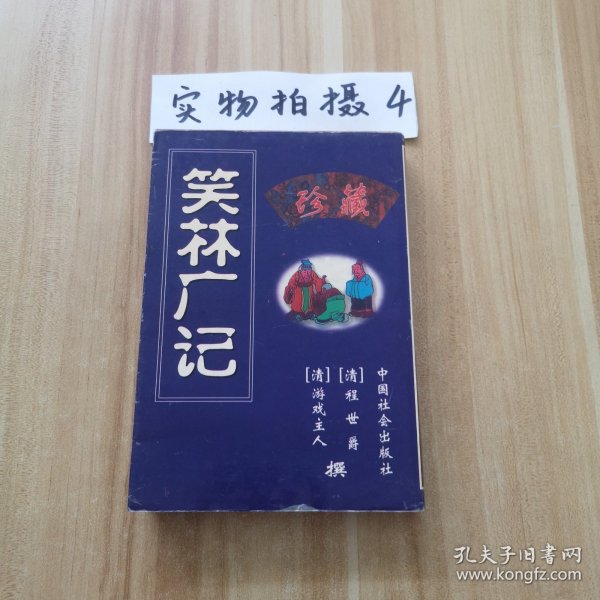 实物拍摄4
珍藏
笑林广记
中国社会出版社
[清]程世爵
[清]游戏主人
撰
孔夫子旧书网
www.kongfz.com